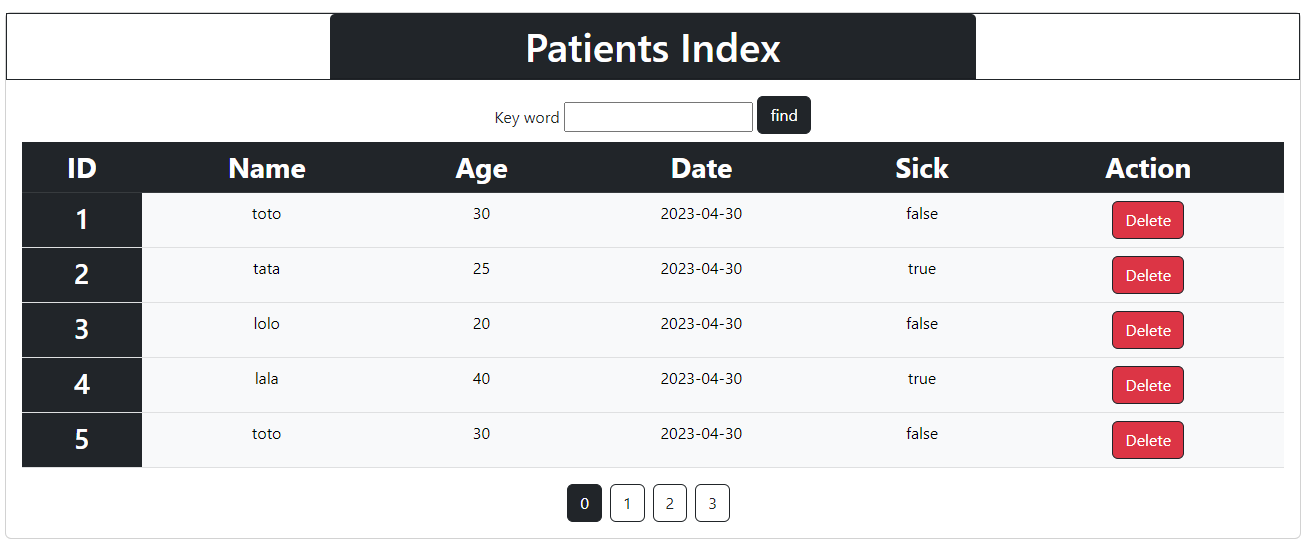 Patients Index
Key word find
ID Name Age Date Sick Action
1 toto 30 2023-04-30 false Delete
2 tata 25 2023-04-30 true Delete
3 lolo 20 2023-04-30 false Delete
4 lala 40 2023-04-30 true Delete
5 toto 30 2023-04-30 false Delete
0 1 2 3